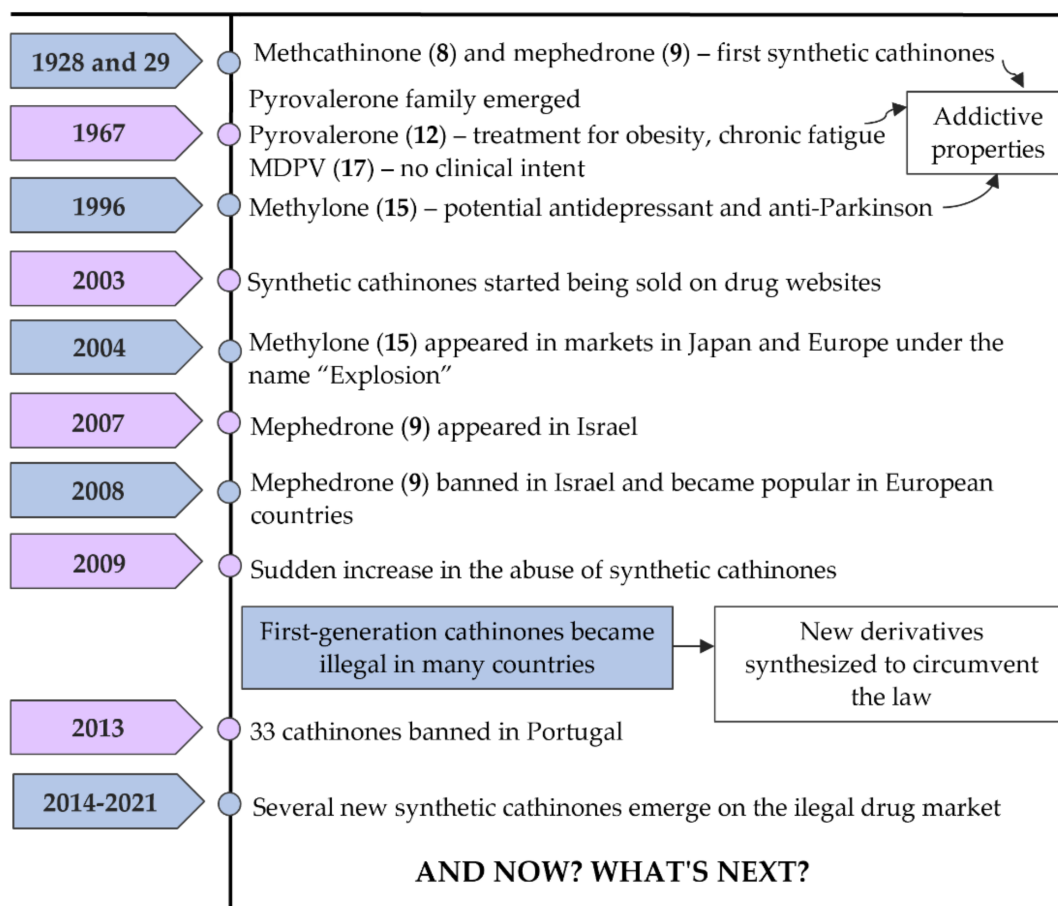 1928 and 29
Methcathinone (8) and mephedrone (9) – first synthetic cathinones
Addictive
properties
1967
Pyrovalerone family emerged
Pyrovalerone (12) – treatment for obesity, chronic fatigue
MDPV (17) – no clinical intent
1996
Methylone (15) – potential antidepressant and anti-Parkinson
2003
Synthetic cathinones started being sold on drug websites
2004
Methylone (15) appeared in markets in Japan and Europe under the
name “Explosion”
2007
Mephedrone (9) appeared in Israel
2008
Mephedrone (9) banned in Israel and became popular in European
countries
2009
Sudden increase in the abuse of synthetic cathinones
First-generation cathinones became
illegal in many countries
New derivatives
synthesized to circumvent
the law
2013
33 cathinones banned in Portugal
2014-2021
Several new synthetic cathinones emerge on the ilegal drug market
AND NOW? WHAT'S NEXT?